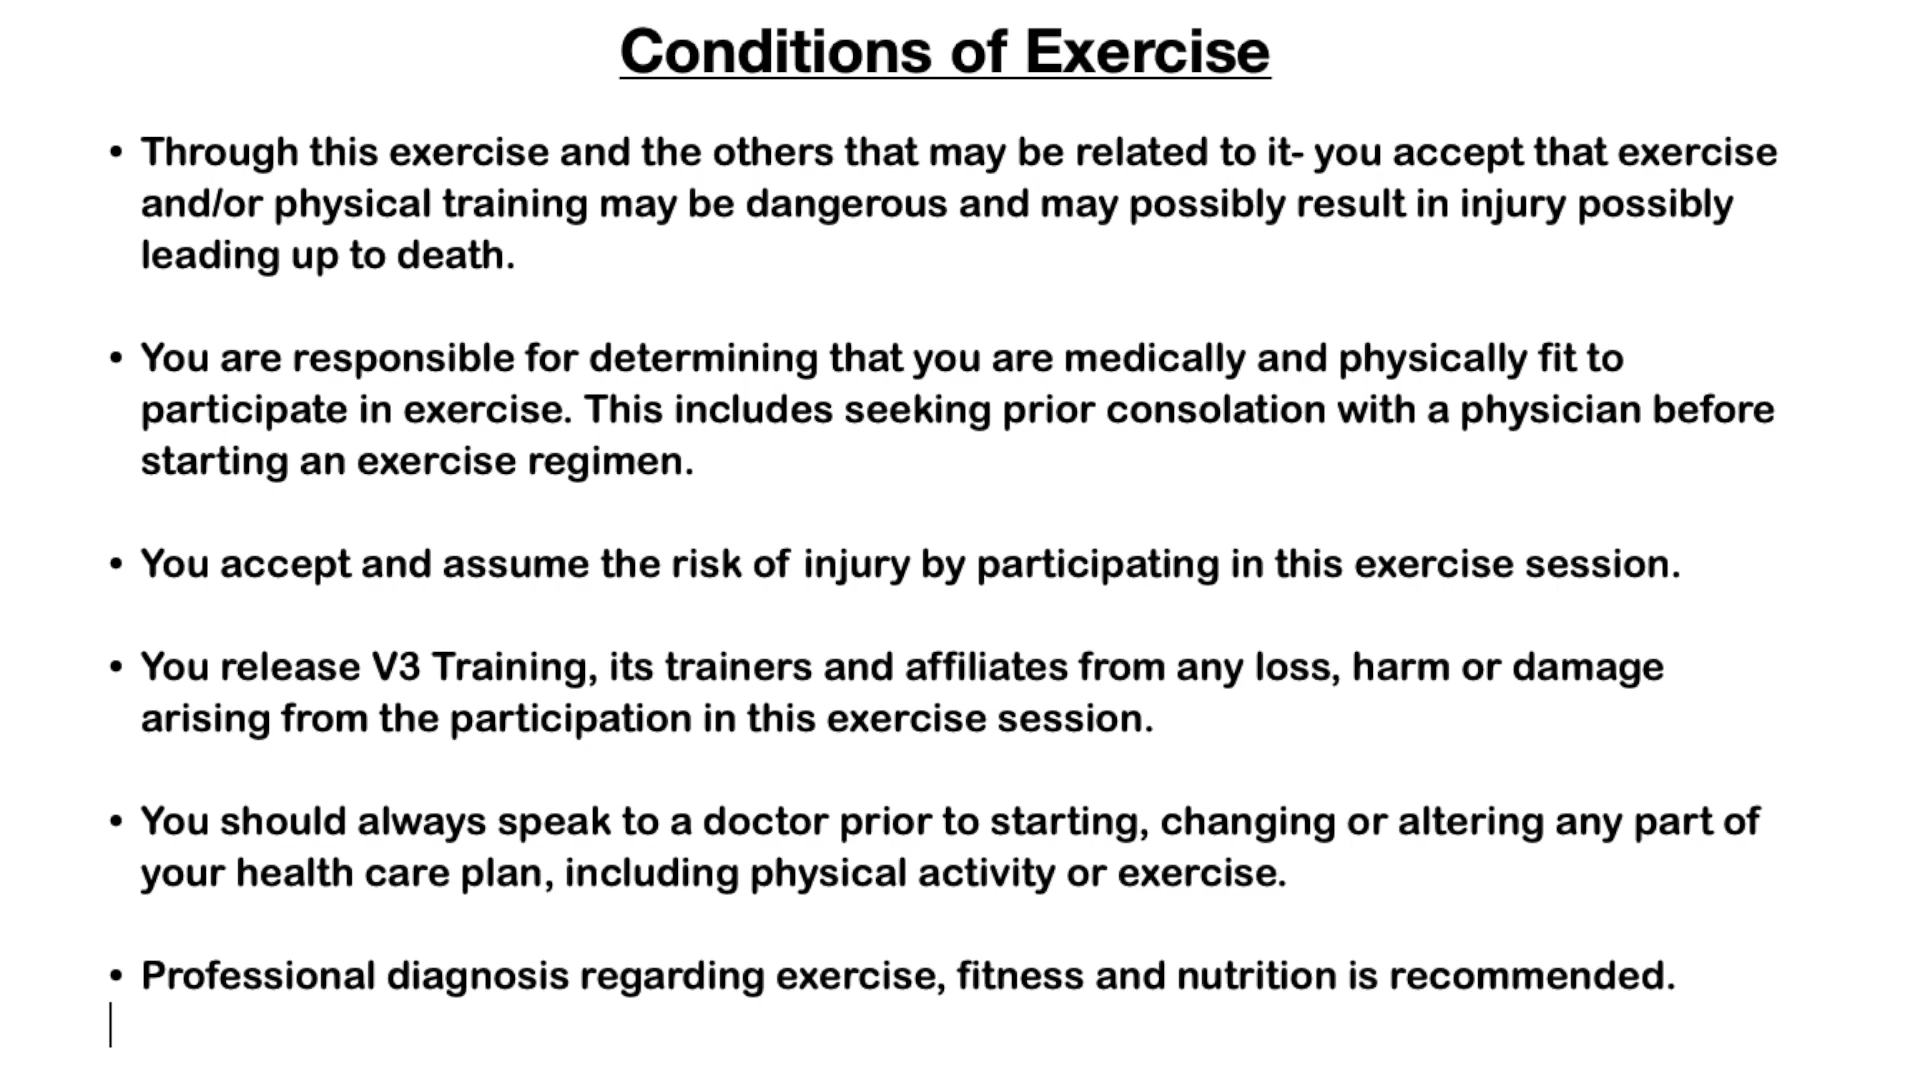 Conditions of Exercise
• Through this exercise and the others that may be related to it- you accept that exercise
and/or physical training may be dangerous and may possibly result in injury possibly
leading up to death.
• You are responsible for determining that you are medically and physically fit to
participate in exercise. This includes seeking prior consolation with a physician before
starting an exercise regimen.
• You accept and assume the risk of injury by participating in this exercise session.
• You release V3 Training, its trainers and affiliates from any loss, harm or damage
arising from the participation in this exercise session.
• You should always speak to a doctor prior to starting, changing or altering any part of
your health care plan, including physical activity or exercise.
• Professional diagnosis regarding exercise, fitness and nutrition is recommended.